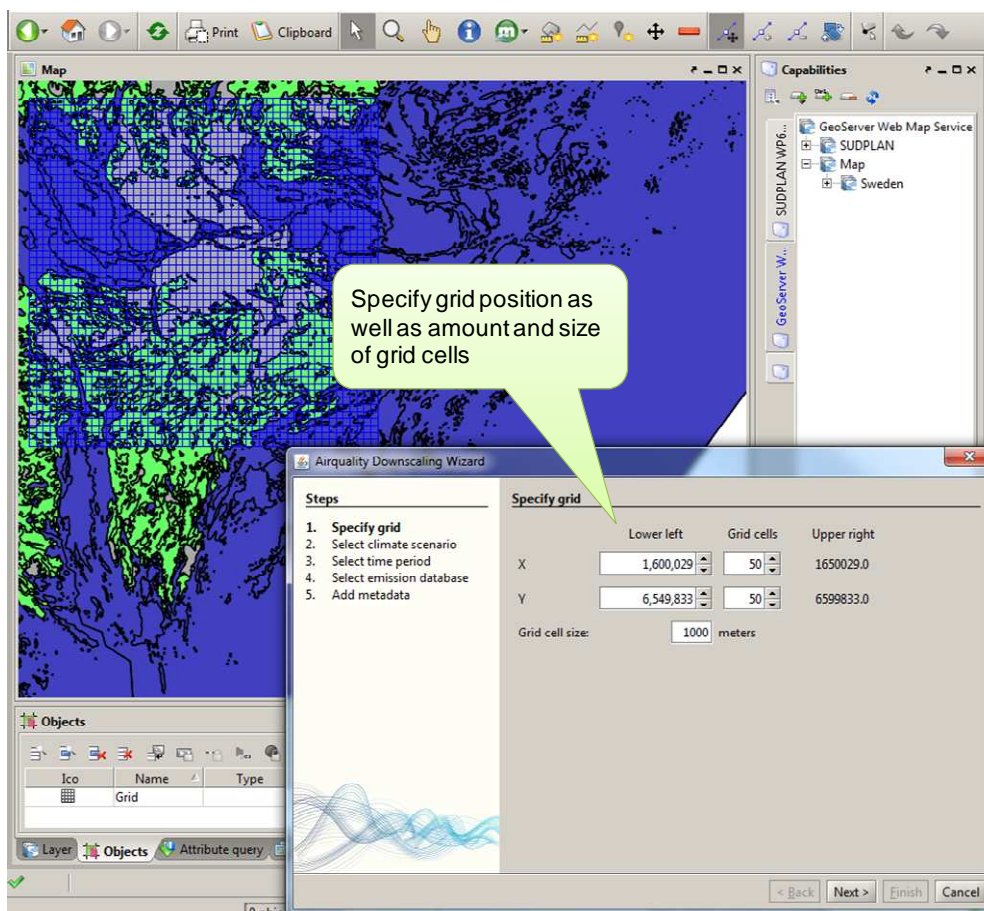 Print Clipboard
Map
Capabilities
GeoServer Web Map Service
SUDPLAN
Map
Sweden
SUDPLAN WP6...
GeoServer W...
Specify grid position as
well as amount and size
of grid cells
Airquality Downscaling Wizard
Steps
1. Specify grid
2. Select climate scenario
3. Select time period
4. Select emission database
5. Add metadata
Specify grid
Lower left Grid cells Upper right
X 1,600,029 50 1650029.0
Y 6,549,833 50 6599833.0
Grid cell size: 1000 meters
Objects
Ico Name Type
Grid
Layer Objects Attribute query
< Back Next > Finish Cancel